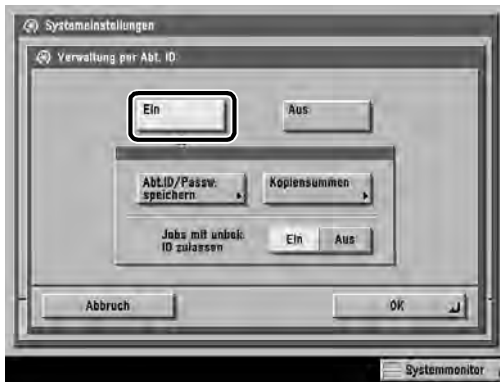 Systemeinstellungen
Verwaltung per Abt. ID
Ein
Aus
Abt.ID/Passw.
speichern
Kopiensummen
Jobs mit unbek.
ID zulassen
Ein
Aus
Abbruch
OK
Systemmonitor